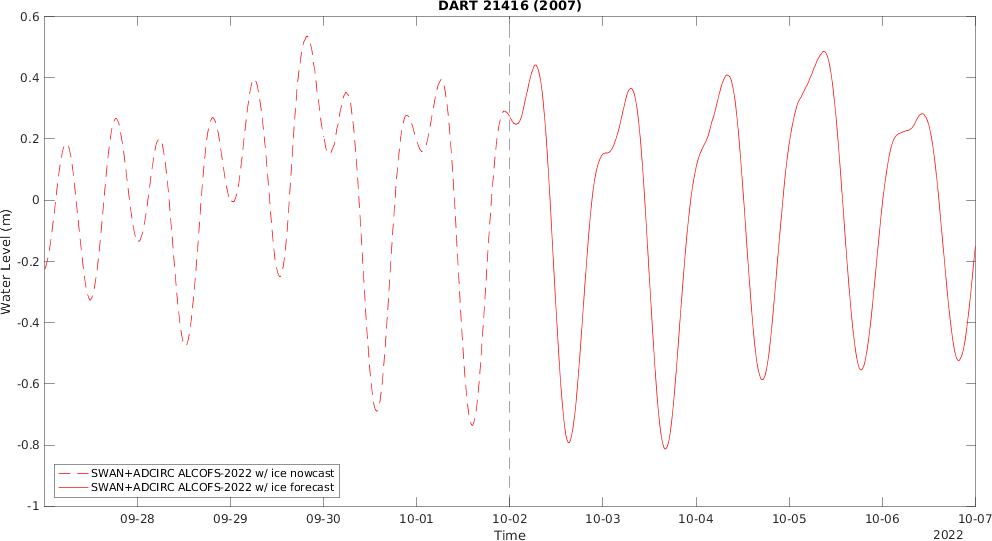 DART 21416 (2007)
0.6
0.4
0.2
0
-0.2
-0.4
-0.6
-0.8
-1
Water Level (m)
SWAN+ADCIRC ALCOFS-2022 w/ ice nowcast
SWAN+ADCIRC ALCOFS-2022 w/ ice forecast
09-28 09-29 09-30 10-01 10-02 10-03 10-04 10-05 10-06 10-07
Time
2022